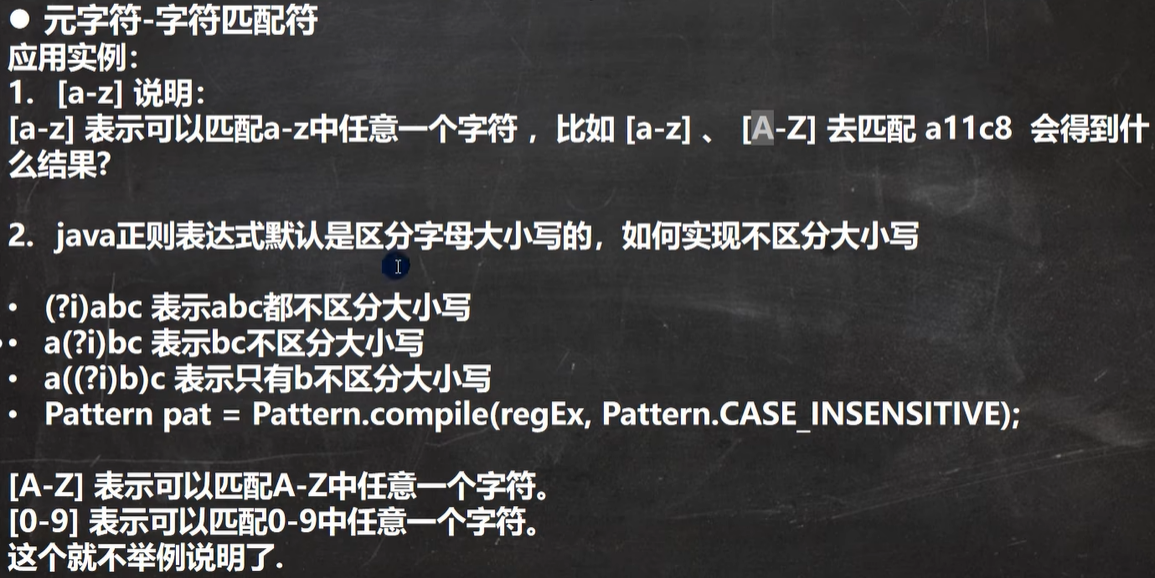 ● 元字符-字符匹配符
应用实例：
1. [a-z] 说明：
[a-z] 表示可以匹配a-z中任意一个字符，比如 [a-z] 、 [A-Z] 去匹配 a11c8 会得到什
么结果?
2. java正则表达式默认是区分字母大小写的，如何实现不区分大小写
• (?i)abc 表示abc都不区分大小写
• a(?i)bc 表示bc不区分大小写
• a((?i)b)c 表示只有b不区分大小写
• Pattern pat = Pattern.compile(regEx, Pattern.CASE_INSENSITIVE);
[A-Z] 表示可以匹配A-Z中任意一个字符。
[0-9] 表示可以匹配0-9中任意一个字符。
这个就不举例说明了.